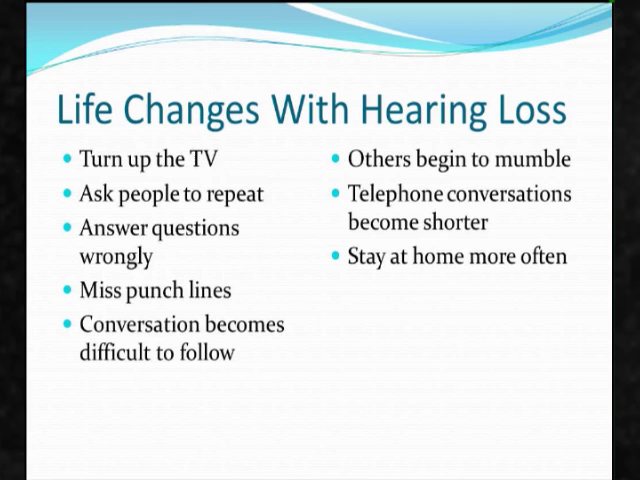 Life Changes With Hearing Loss
• Turn up the TV
• Ask people to repeat
• Answer questions
wrongly
• Miss punch lines
• Conversation becomes
difficult to follow
• Others begin to mumble
• Telephone conversations
become shorter
• Stay at home more often